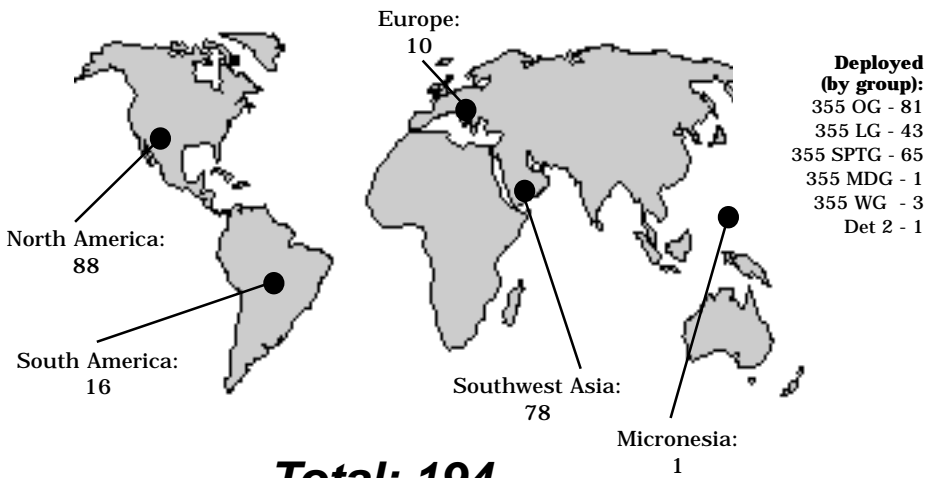 Europe:
10
Deployed
(by group):
355 OG - 81
355 LG - 43
355 SPTG - 65
355 MDG - 1
355 WG - 3
Det 2 - 1
North America:
88
South America:
16
Southwest Asia:
78
Micronesia:
1
Total: 194